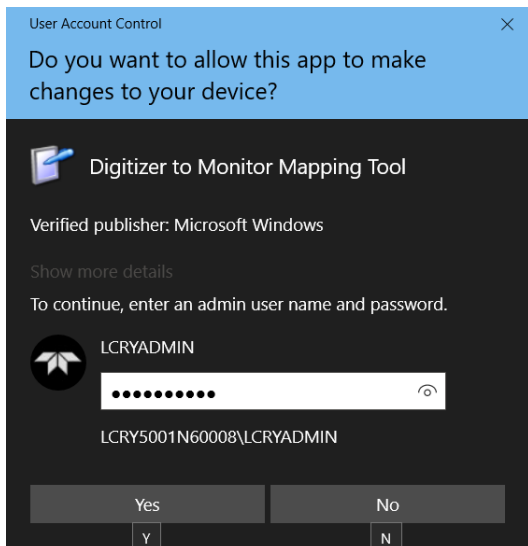 User Account Control
Do you want to allow this app to make
changes to your device?
Digitizer to Monitor Mapping Tool
Verified publisher: Microsoft Windows
Show more details
To continue, enter an admin user name and password.
LCRYADMIN
●●●●●●●●●●
LCRY5001N60008\LCRYADMIN
Yes No
Y N